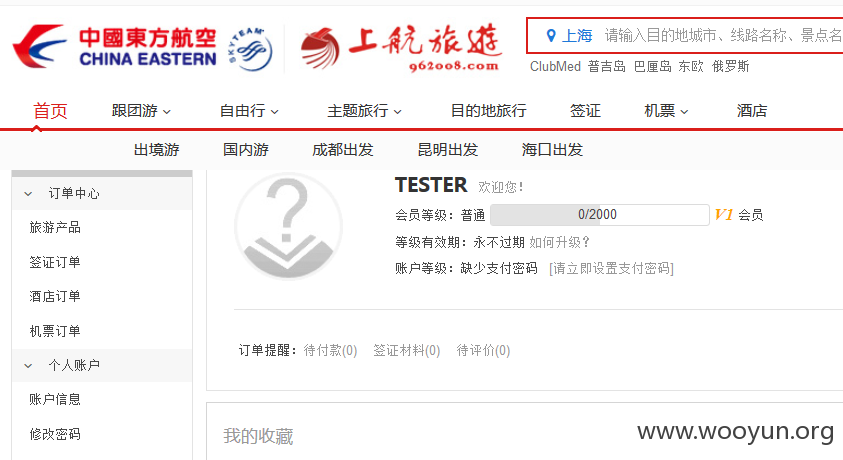 中國東方航空 CHINA EASTERN SKYTEAM 上航旅遊 962008.com
上海 请输入目的地城市、线路名称、景点名
ClubMed 普吉岛 巴厘岛 东欧 俄罗斯
首页 跟团游 自由行 主题旅行 目的地旅行 签证 机票 酒店
出境游 国内游 成都出发 昆明出发 海口出发
订单中心
旅游产品
签证订单
酒店订单
机票订单
个人账户
账户信息
修改密码
TESTER 欢迎您!
会员等级：普通 0/2000 V1 会员
等级有效期：永不过期 如何升级?
账户等级：缺少支付密码 [请立即设置支付密码]
订单提醒：待付款(0) 签证材料(0) 待评价(0)
我的收藏
www.wooyun.org